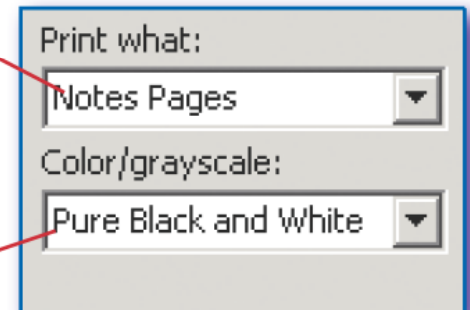 Print what:
Notes Pages
Color/grayscale:
Pure Black and White